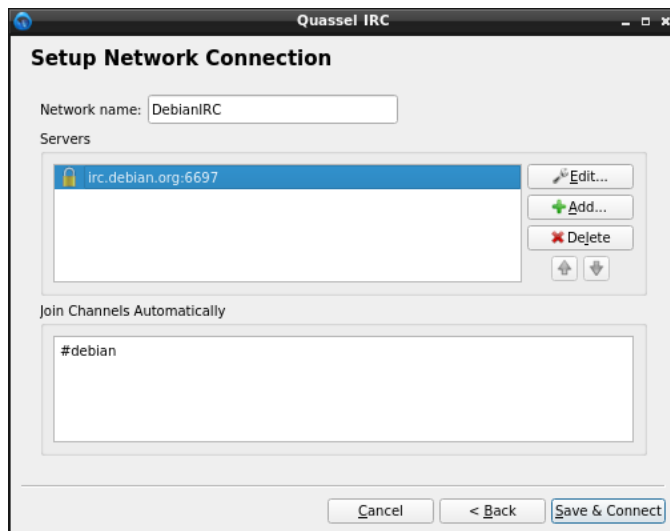 Quassel IRC
Setup Network Connection
Network name: DebianIRC
Servers
irc.debian.org:6697
Edit...
Add...
Delete
Join Channels Automatically
#debian
Cancel
< Back
Save & Connect